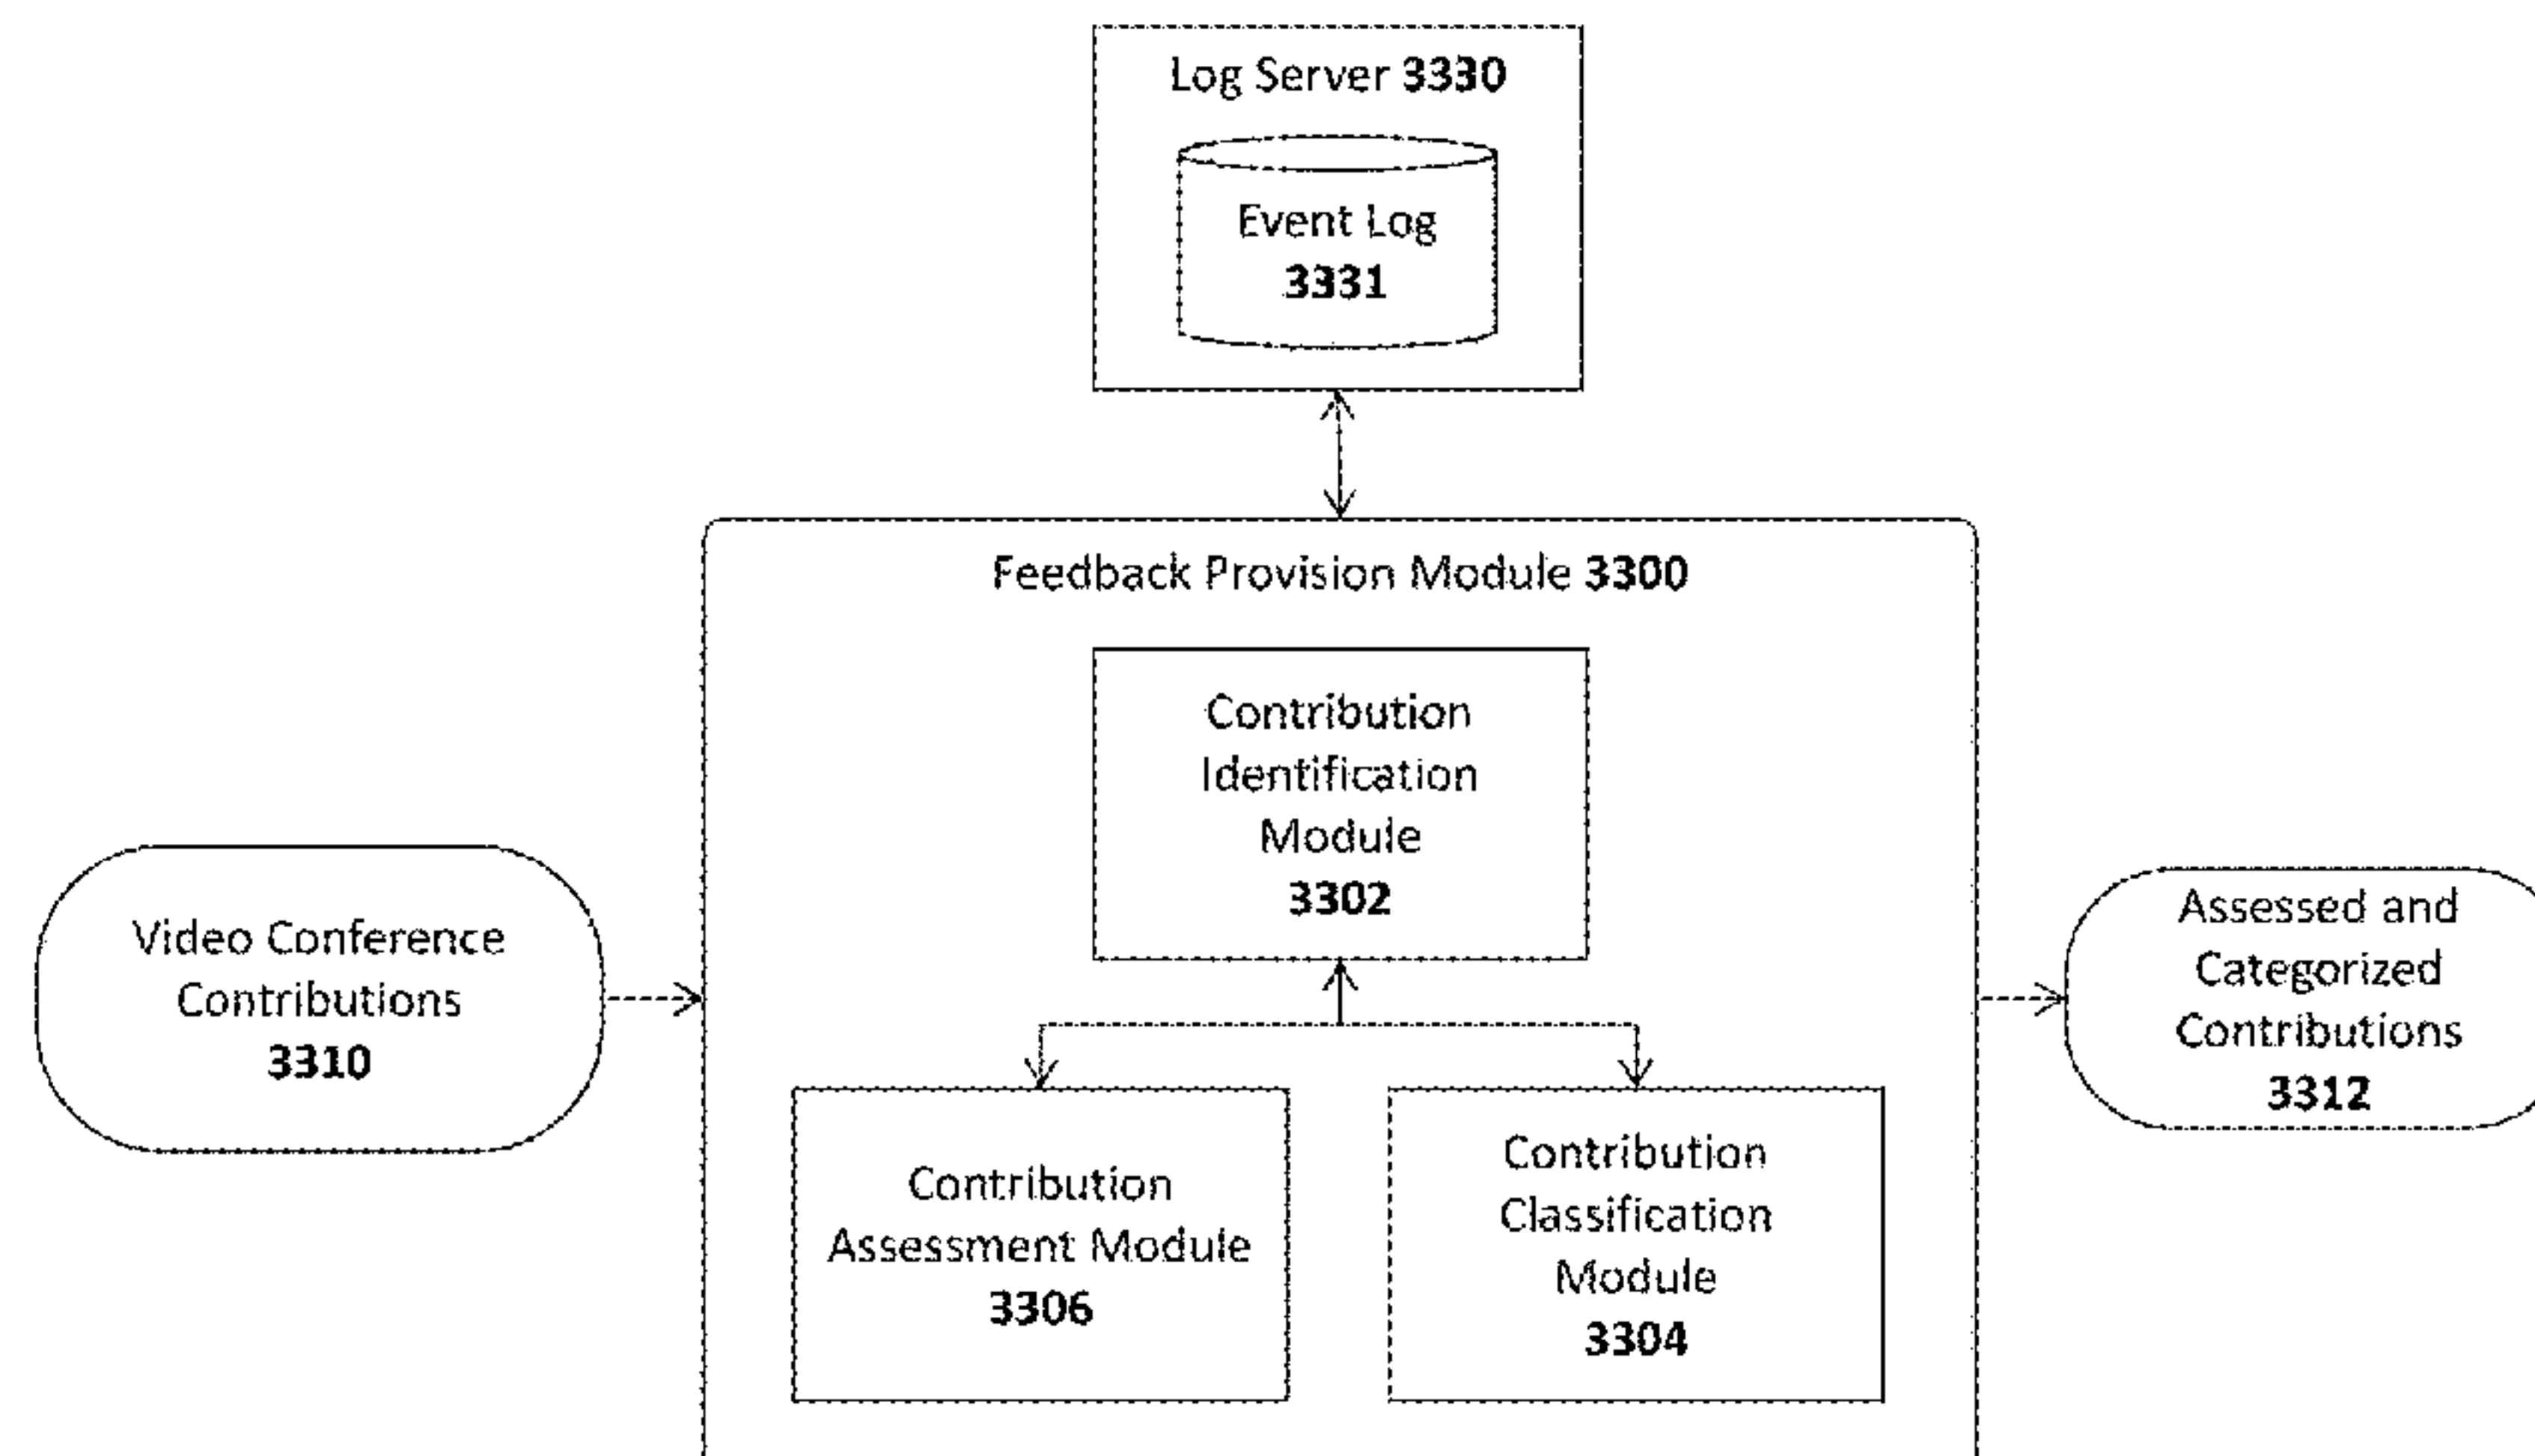 Log Server 3330
Event Log
3331
Feedback Provision Module 3300
Contribution
Identification
Module
3302
Video Conference
Contributions
3310
Assessed and
Categorized
Contributions
3312
Contribution
Assessment Module
3306
Contribution
Classification
Module
3304